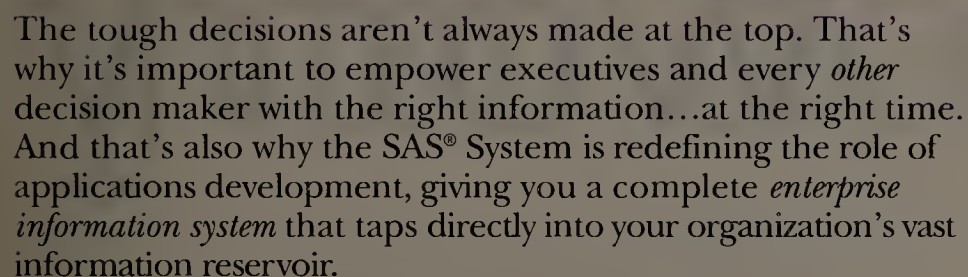 The tough decisions aren't always made at the top. That's
why it's important to empower executives and every other
decision maker with the right information...at the right time.
And that's also why the SAS® System is redefining the role of
applications development, giving you a complete enterprise
information system that taps directly into your organization's vast
information reservoir.